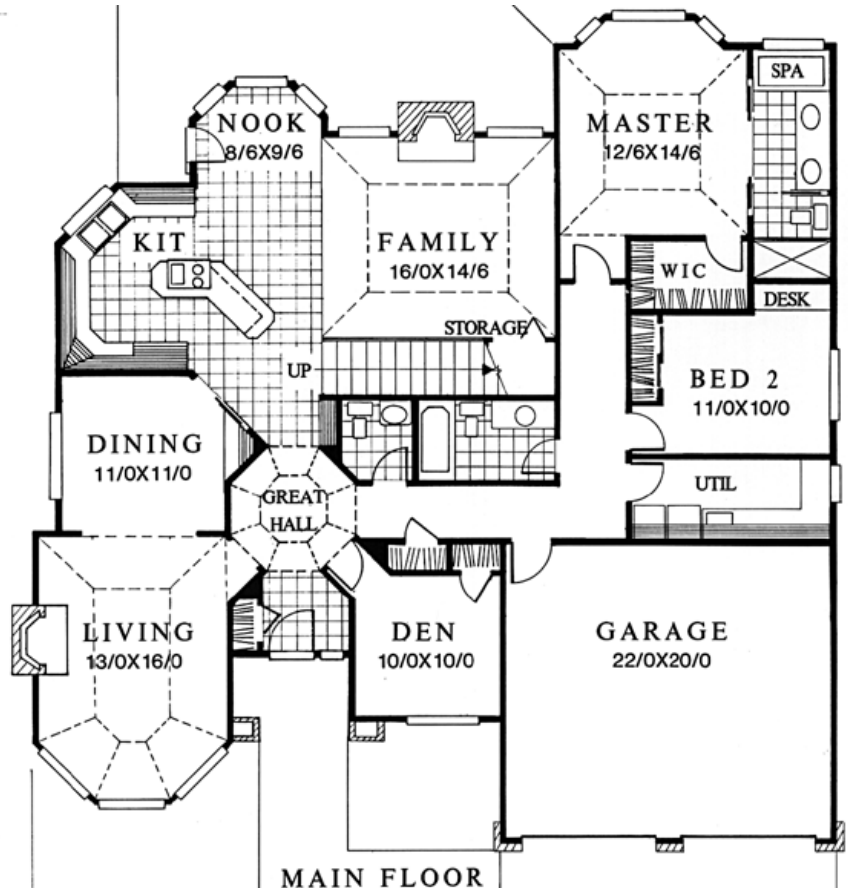 SPA
NOOK
8/6X9/6
MASTER
12/6X14/6
KIT
FAMILY
16/0X14/6
WIC
DESK
STORAGE
UP
BED 2
11/0X10/0
DINING
11/0X11/0
UTIL
GREAT
HALL
LIVING
13/0X16/0
DEN
10/0X10/0
GARAGE
22/0X20/0
MAIN FLOOR